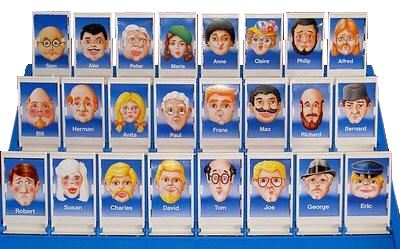 Sam Alex Peter Maria Anne Claire Philip Alfred
Bill Herman Anita Paul Frans Max Richard Bernard
Robert Susan Charles David Tom Joe George Eric